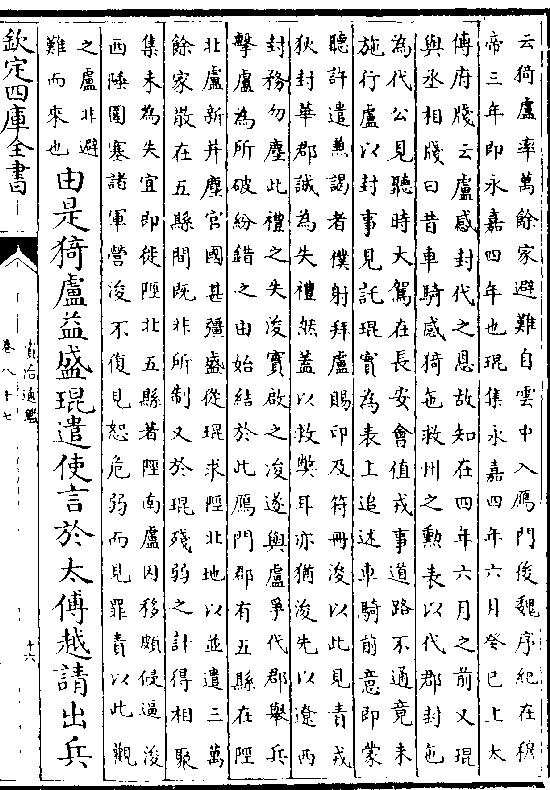 云猗盧率萬餘家避難自雲中入鴈門後魏序紀在穆
帝三年即永嘉四年也琨集永嘉四年六月癸巳上太
傅府牋云盧感封代之恩故知在四年六月之前又琨
與丞相牋曰昔車騎感猗㐌救州之勲表以代郡封㐌
為代公見聽時大駕在長安會值戎事道路不通竟未
施行盧以封事見託琨實為表上追述車騎前意即蒙
聽許遣兼謁者僕射拜盧賜印及符冊浚以此見責戎
狄封華郡誠為失禮然蓋以救弊耳亦猶浚先以遼西
封務勿塵此禮之失浚實啟之浚遂與盧爭代郡舉兵
擊盧為所破紛錯之由始結於此鴈門郡有五縣在陘
北盧新并塵官國甚彊盛從琨求陘北地以並遣三萬
餘家散在五縣間既非所制又於琨殘弱之計得相聚
集未為失宜即徙陘北五縣著陘南盧因移頗侵逼浚
西陲圍塞諸軍營浚不復見恕危弱而見罪責以此觀
之盧非避
難而來也
由是猗盧益盛琨遣使言於太傅越請出兵
欽定四庫全書
資治通鑑
卷八十七
十六